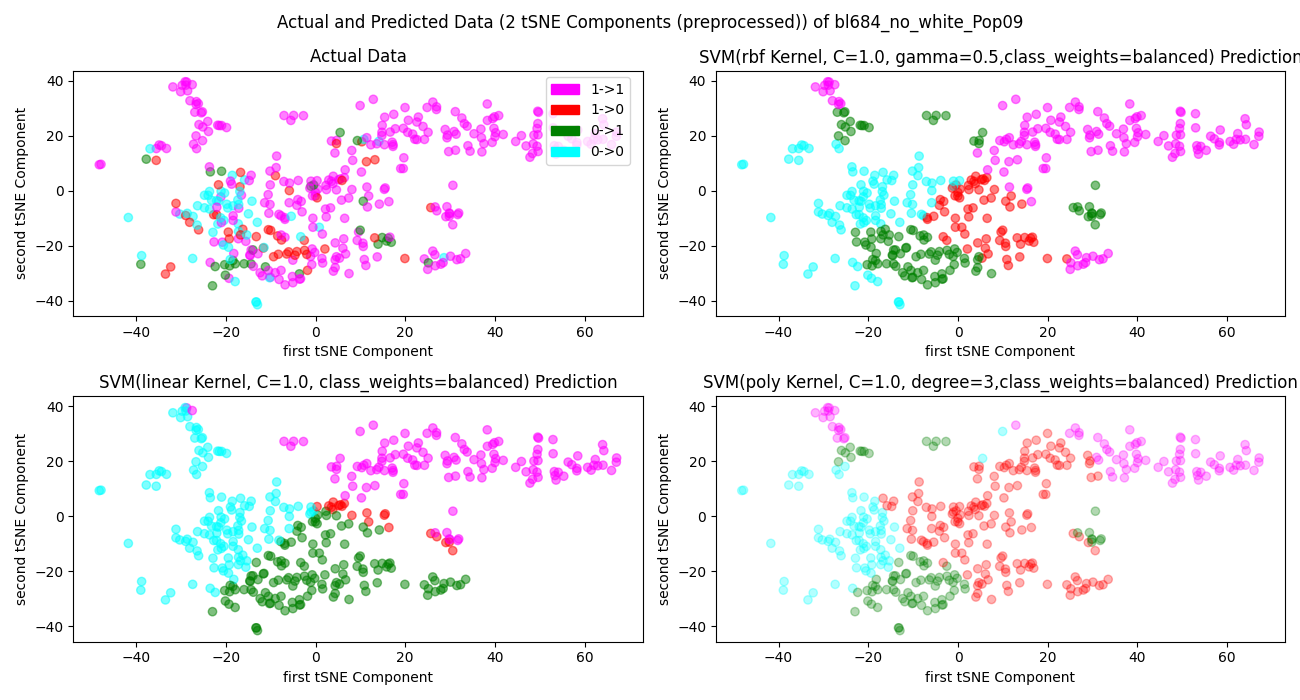 Actual and Predicted Data (2 tSNE Components (preprocessed)) of bl684_no_white_Pop09
Actual Data
second tSNE Component
40
20
0
−20
−40
1->1
1->0
0->1
0->0
−40 −20 0 20 40 60
first tSNE Component
SVM(rbf Kernel, C=1.0, gamma=0.5,class_weights=balanced) Prediction
second tSNE Component
40
20
0
−20
−40
−40 −20 0 20 40 60
first tSNE Component
SVM(linear Kernel, C=1.0, class_weights=balanced) Prediction
second tSNE Component
40
20
0
−20
−40
−40 −20 0 20 40 60
first tSNE Component
SVM(poly Kernel, C=1.0, degree=3,class_weights=balanced) Prediction
second tSNE Component
40
20
0
−20
−40
−40 −20 0 20 40 60
first tSNE Component